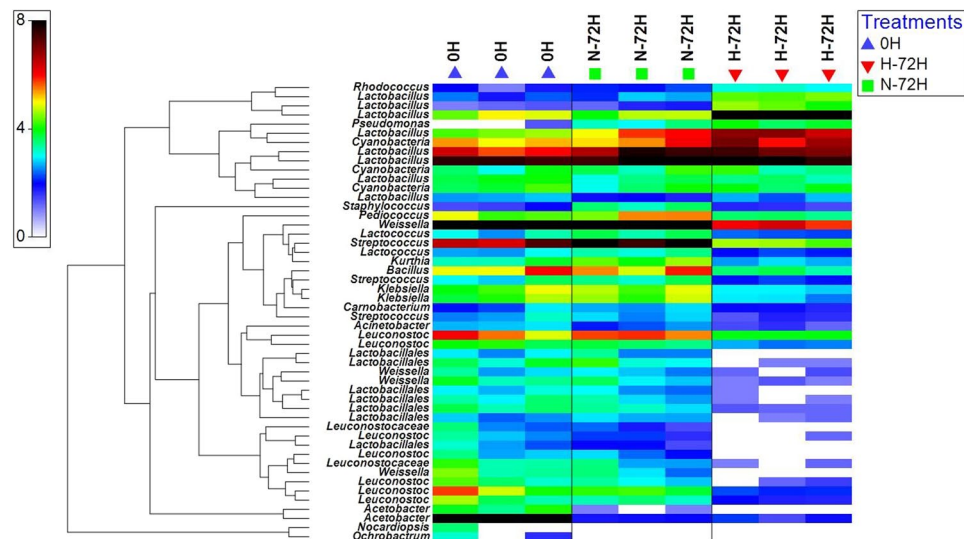 8
4
0
0H
0H
0H
N-72H
N-72H
N-72H
H-72H
H-72H
H-72H
Treatments
0H
H-72H
N-72H
Rhodococcus
Lactobacillus
Lactobacillus
Lactobacillus
Pseudomonas
Lactobacillus
Cyanobacteria
Lactobacillus
Lactobacillus
Cyanobacteria
Lactobacillus
Cyanobacteria
Lactobacillus
Staphylococcus
Pediococcus
Weissella
Lactococcus
Streptococcus
Lactococcus
Kurthia
Bacillus
Streptococcus
Klebsiella
Klebsiella
Carnobacterium
Streptococcus
Acinetobacter
Leuconostoc
Leuconostoc
Lactobacillales
Lactobacillales
Weissella
Weissella
Lactobacillales
Lactobacillales
Lactobacillales
Lactobacillales
Leuconostocaceae
Leuconostoc
Lactobacillales
Leuconostoc
Leuconostocaceae
Weissella
Leuconostoc
Leuconostoc
Leuconostoc
Acetobacter
Acetobacter
Nocardiopsis
Ochrobactrum